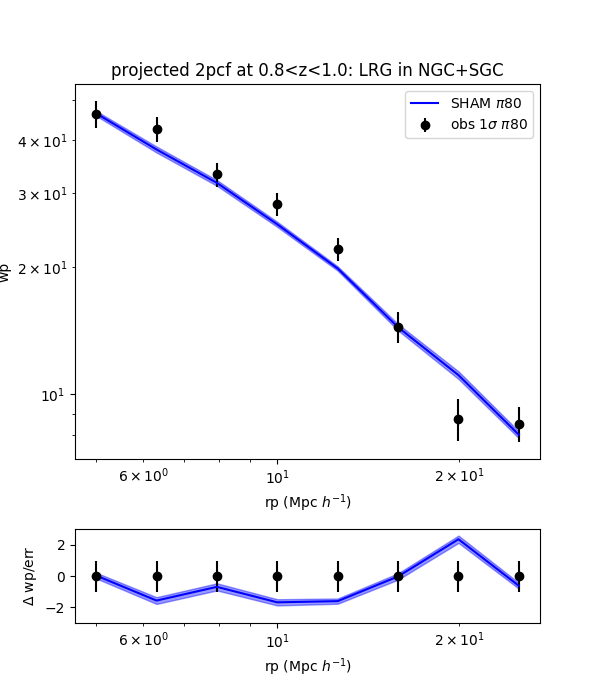 projected 2pcf at 0.8<z<1.0: LRG in NGC+SGC
SHAM π80
obs 1σ π80
4 × 10¹
3 × 10¹
2 × 10¹
10¹
wp
6 × 10⁰
10¹
2 × 10¹
rp (Mpc h⁻¹)
2
0
−2
Δ wp/err
6 × 10⁰
10¹
2 × 10¹
rp (Mpc h⁻¹)